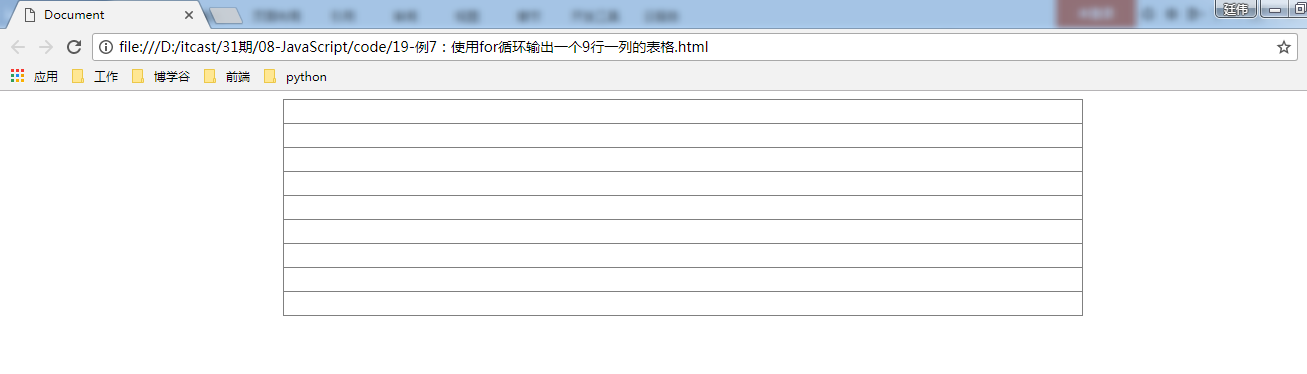 Document
廷伟
file:///D:/itcast/31期/08-JavaScript/code/19-例7：使用for循环输出一个9行一列的表格.html
应用 工作 博学谷 前端 python